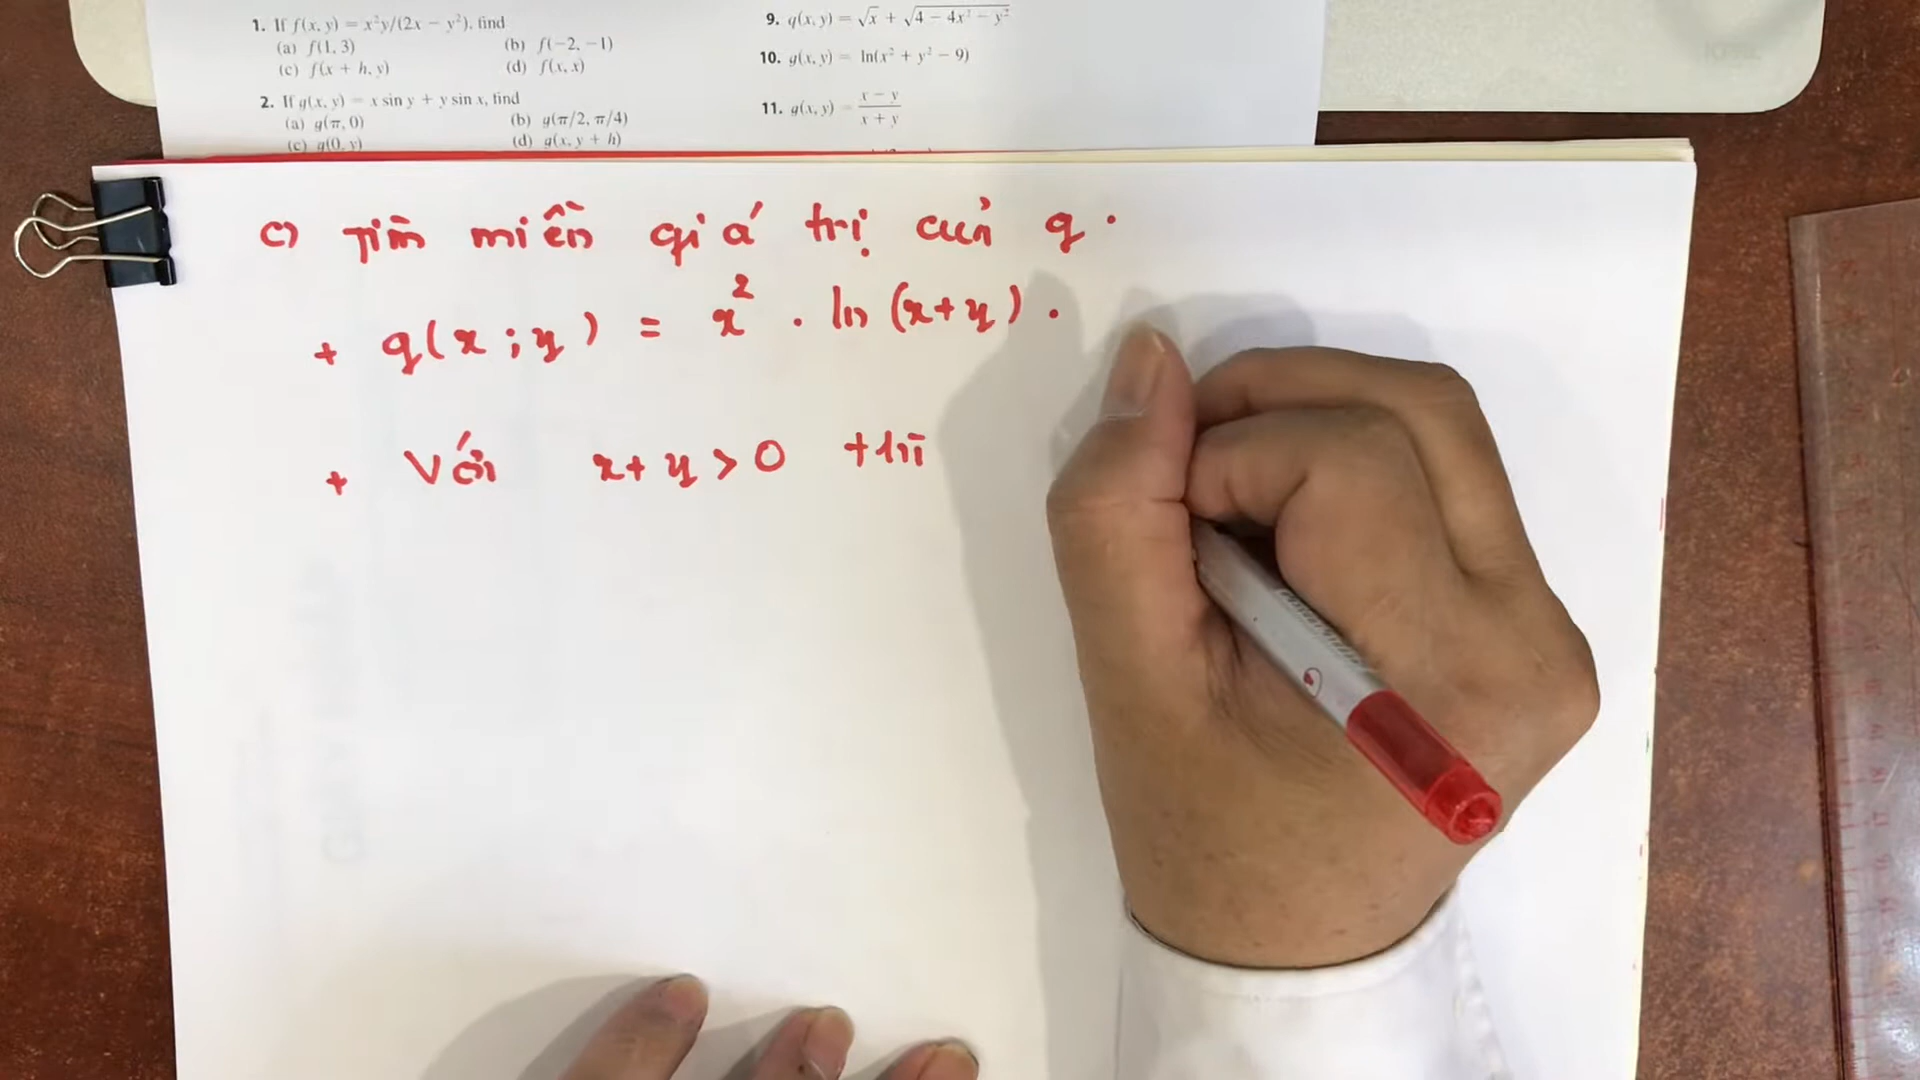 1. If f(x, y) = x²y/(2x − y²), find
(a) f(1, 3) (b) f(−2, −1)
(c) f(x + h, y) (d) f(x, x)
2. If g(x, y) = x sin y + y sin x, find
(a) g(π, 0) (b) g(π/2, π/4)
(c) g(0, y) (d) g(x, y + h)
9. g(x, y) = √x + √(4 − 4x² − y²)
10. g(x, y) = ln(x² + y² − 9)
11. g(x, y) = (x − y)/(x + y)
c) Tìm miền giá trị của g.
+ g(x;y) = x² . ln(x+y).
+ Với x+y>0 thì